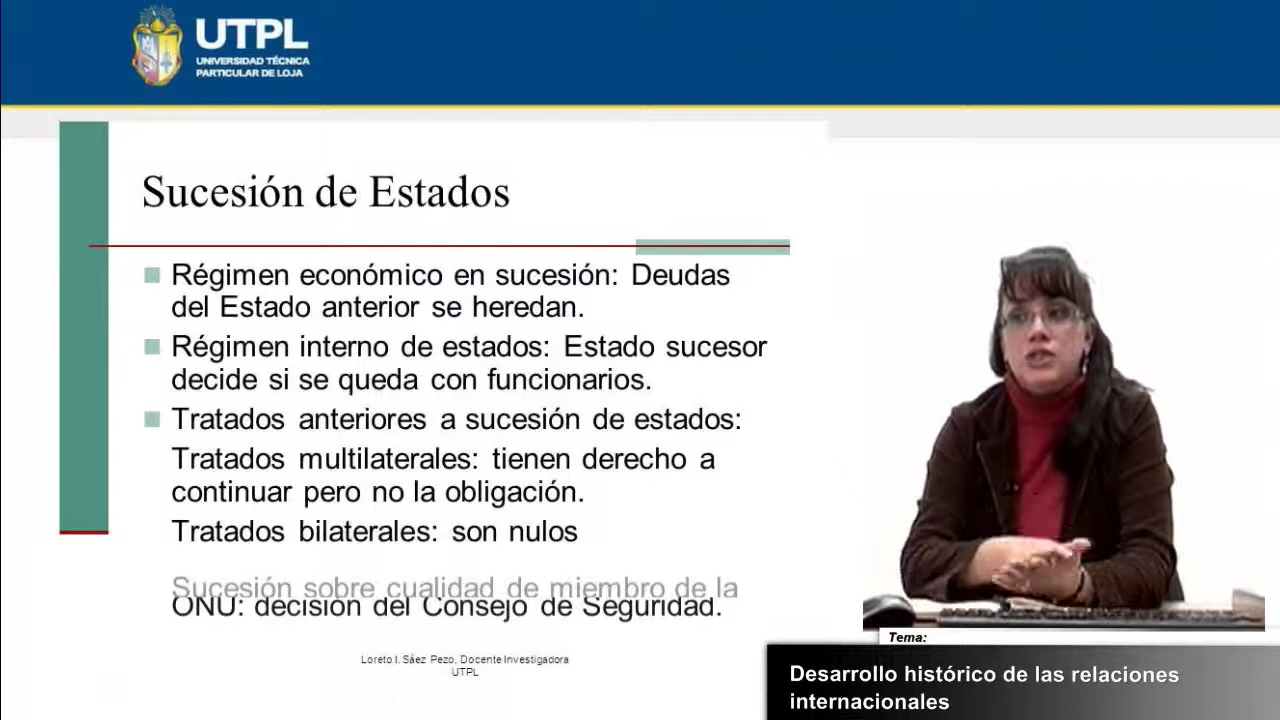 UTPL
UNIVERSIDAD TÉCNICA
PARTICULAR DE LOJA
Sucesión de Estados
Régimen económico en sucesión: Deudas
del Estado anterior se heredan.
Régimen interno de estados: Estado sucesor
decide si se queda con funcionarios.
Tratados anteriores a sucesión de estados:
Tratados multilaterales: tienen derecho a
continuar pero no la obligación.
Tratados bilaterales: son nulos
Sucesión sobre cualidad de miembro de la
ONU: decisión del Consejo de Seguridad.
Loreto I. Sáez Pezo, Docente Investigadora
UTPL
Tema:
Desarrollo histórico de las relaciones
internacionales